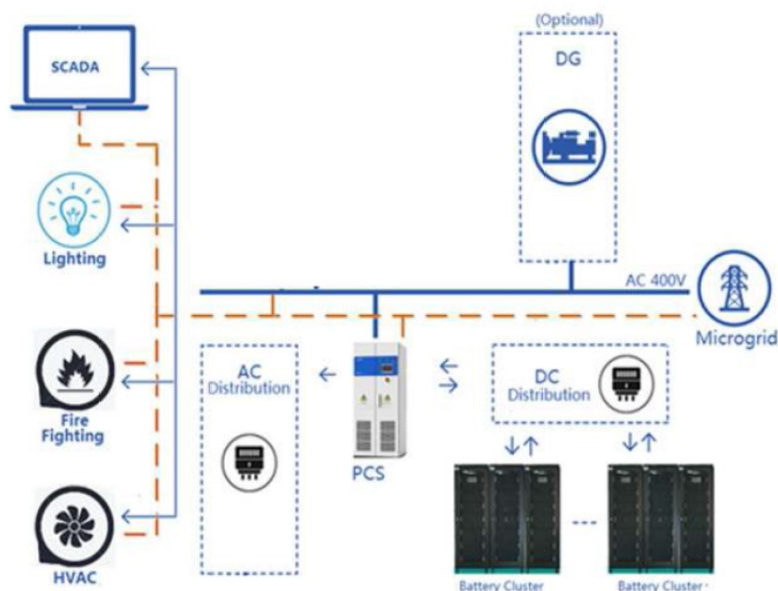 (Optional)
DG
SCADA
Lighting
AC 400V
Microgrid
AC
Distribution
DC
Distribution
Fire
Fighting
PCS
HVAC
Battery Cluster
Battery Cluster